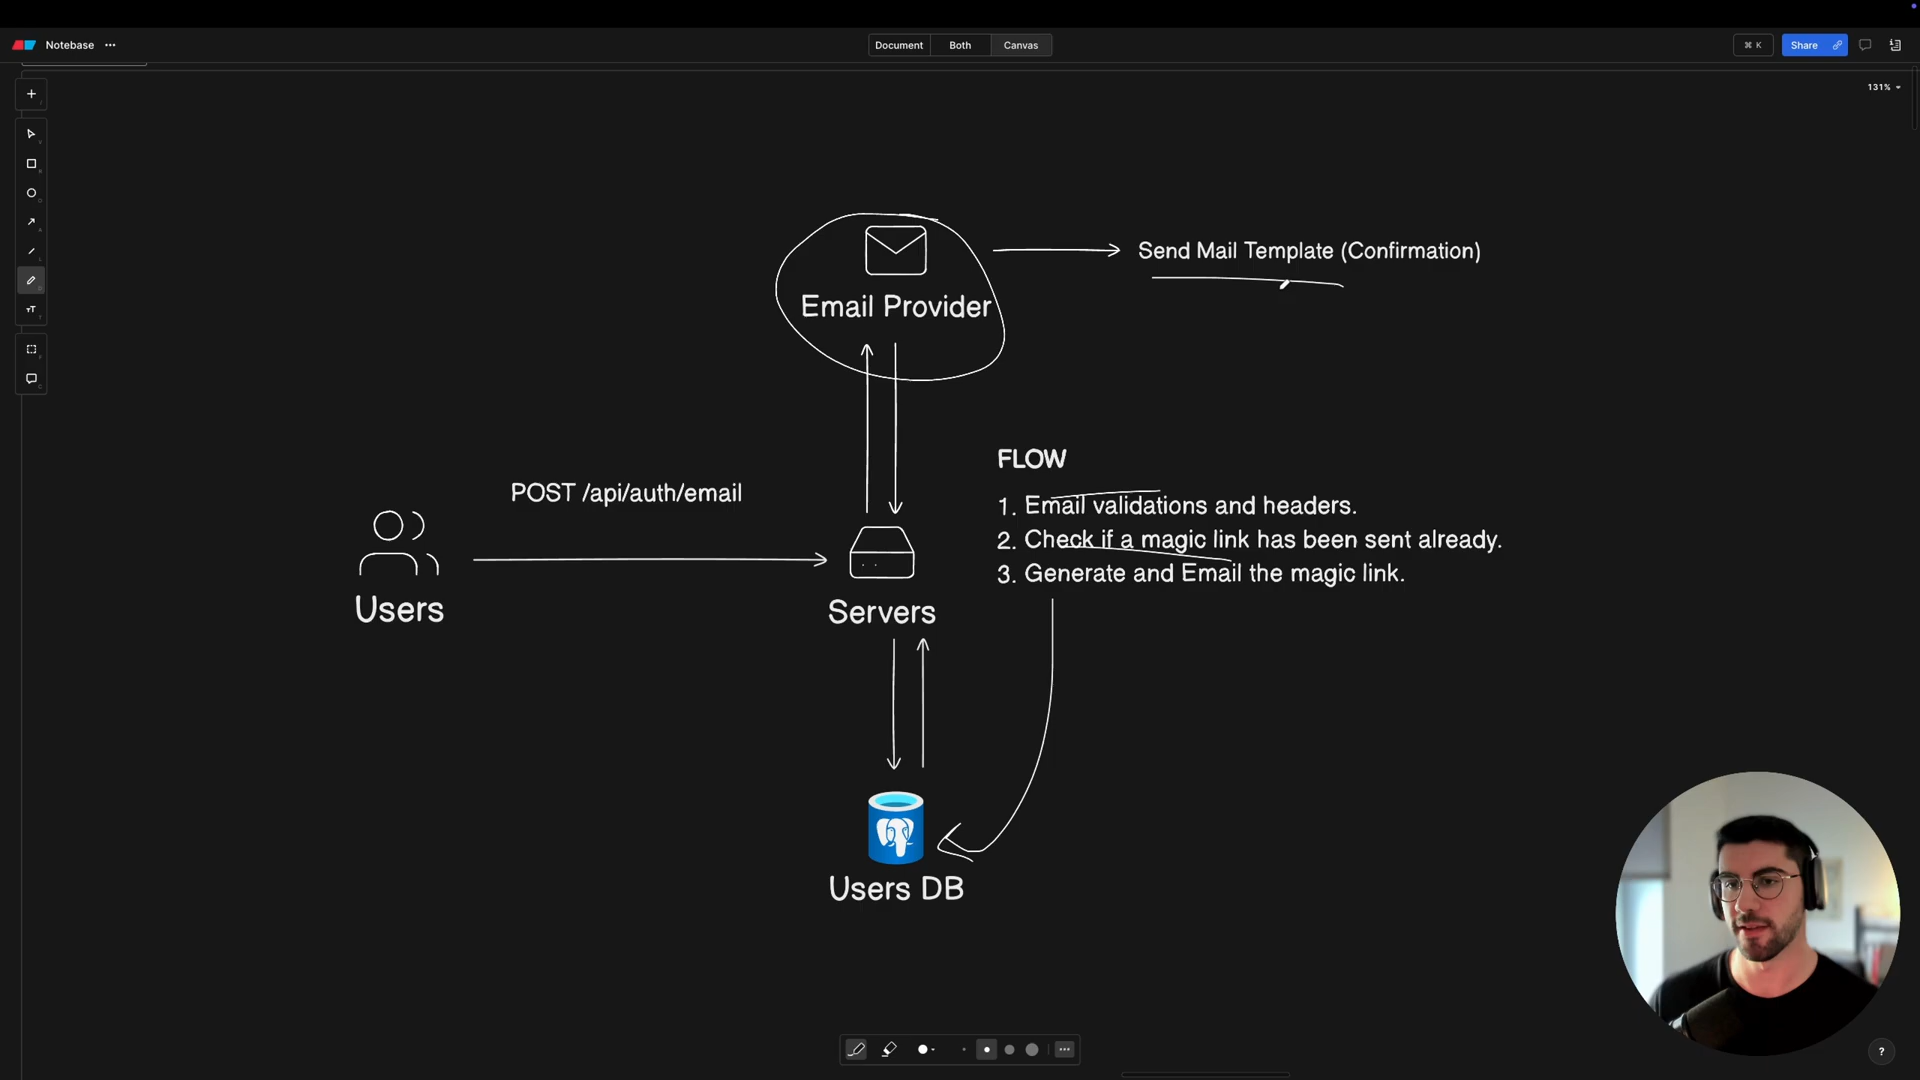 Notebase
Document
Both
Canvas
⌘ K
Share
131%
Send Mail Template (Confirmation)
Email Provider
FLOW
POST /api/auth/email
1. Email validations and headers.
2. Check if a magic link has been sent already.
3. Generate and Email the magic link.
Users
Servers
Users DB
?